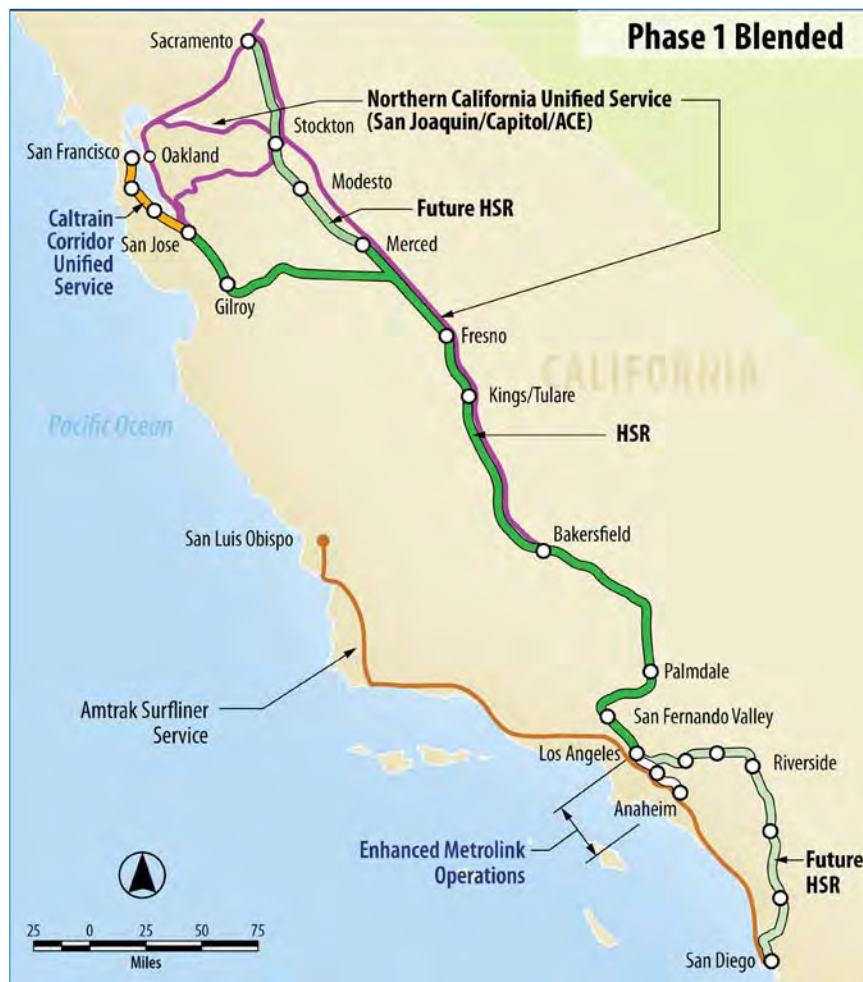 Phase 1 Blended
Sacramento
Northern California Unified Service
(San Joaquin/Capitol/ACE)
Stockton
San Francisco
Oakland
Modesto
Future HSR
Caltrain
Corridor
Unified
Service
San Jose
Merced
Gilroy
Fresno
CALIFORNIA
Kings/Tulare
Pacific Ocean
HSR
San Luis Obispo
Bakersfield
Palmdale
Amtrak Surfliner
Service
San Fernando Valley
Los Angeles
Riverside
Anaheim
Enhanced Metrolink
Operations
Future
HSR
25 0 25 50 75
Miles
San Diego